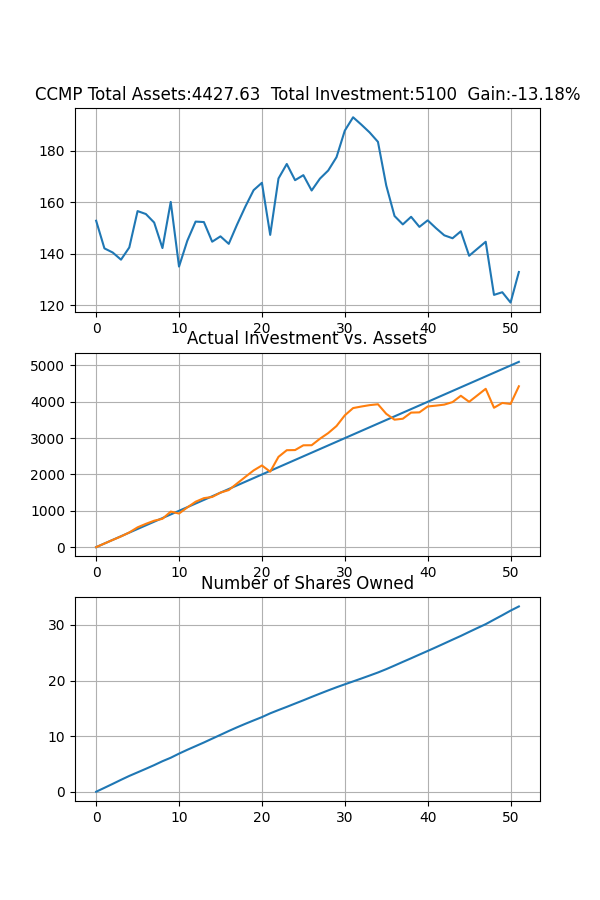 CCMP Total Assets:4427.63  Total Investment:5100  Gain:-13.18%
180
160
140
120
0 10 20 30 40 50
Actual Investment vs. Assets
5000
4000
3000
2000
1000
0
0 10 20 30 40 50
Number of Shares Owned
30
20
10
0
0 10 20 30 40 50